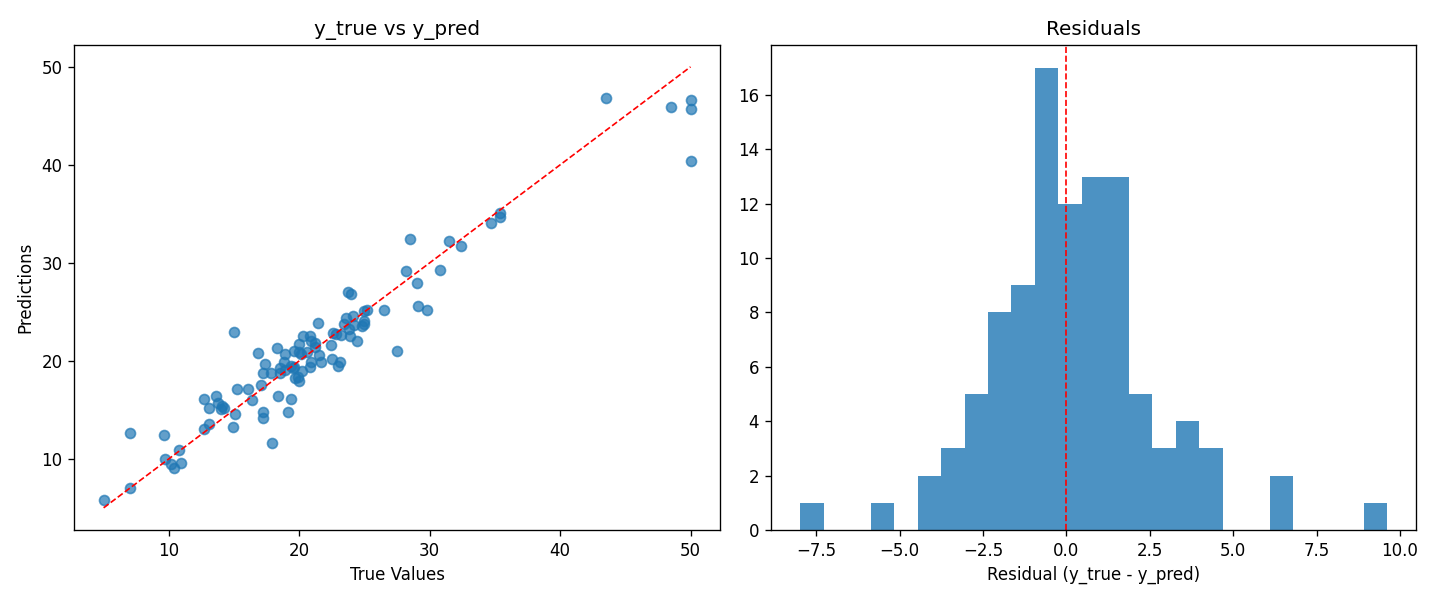 y_true vs y_pred
50
40
30
20
10
Predictions
10 20 30 40 50
True Values
Residuals
16
14
12
10
8
6
4
2
0
−7.5 −5.0 −2.5 0.0 2.5 5.0 7.5 10.0
Residual (y_true - y_pred)